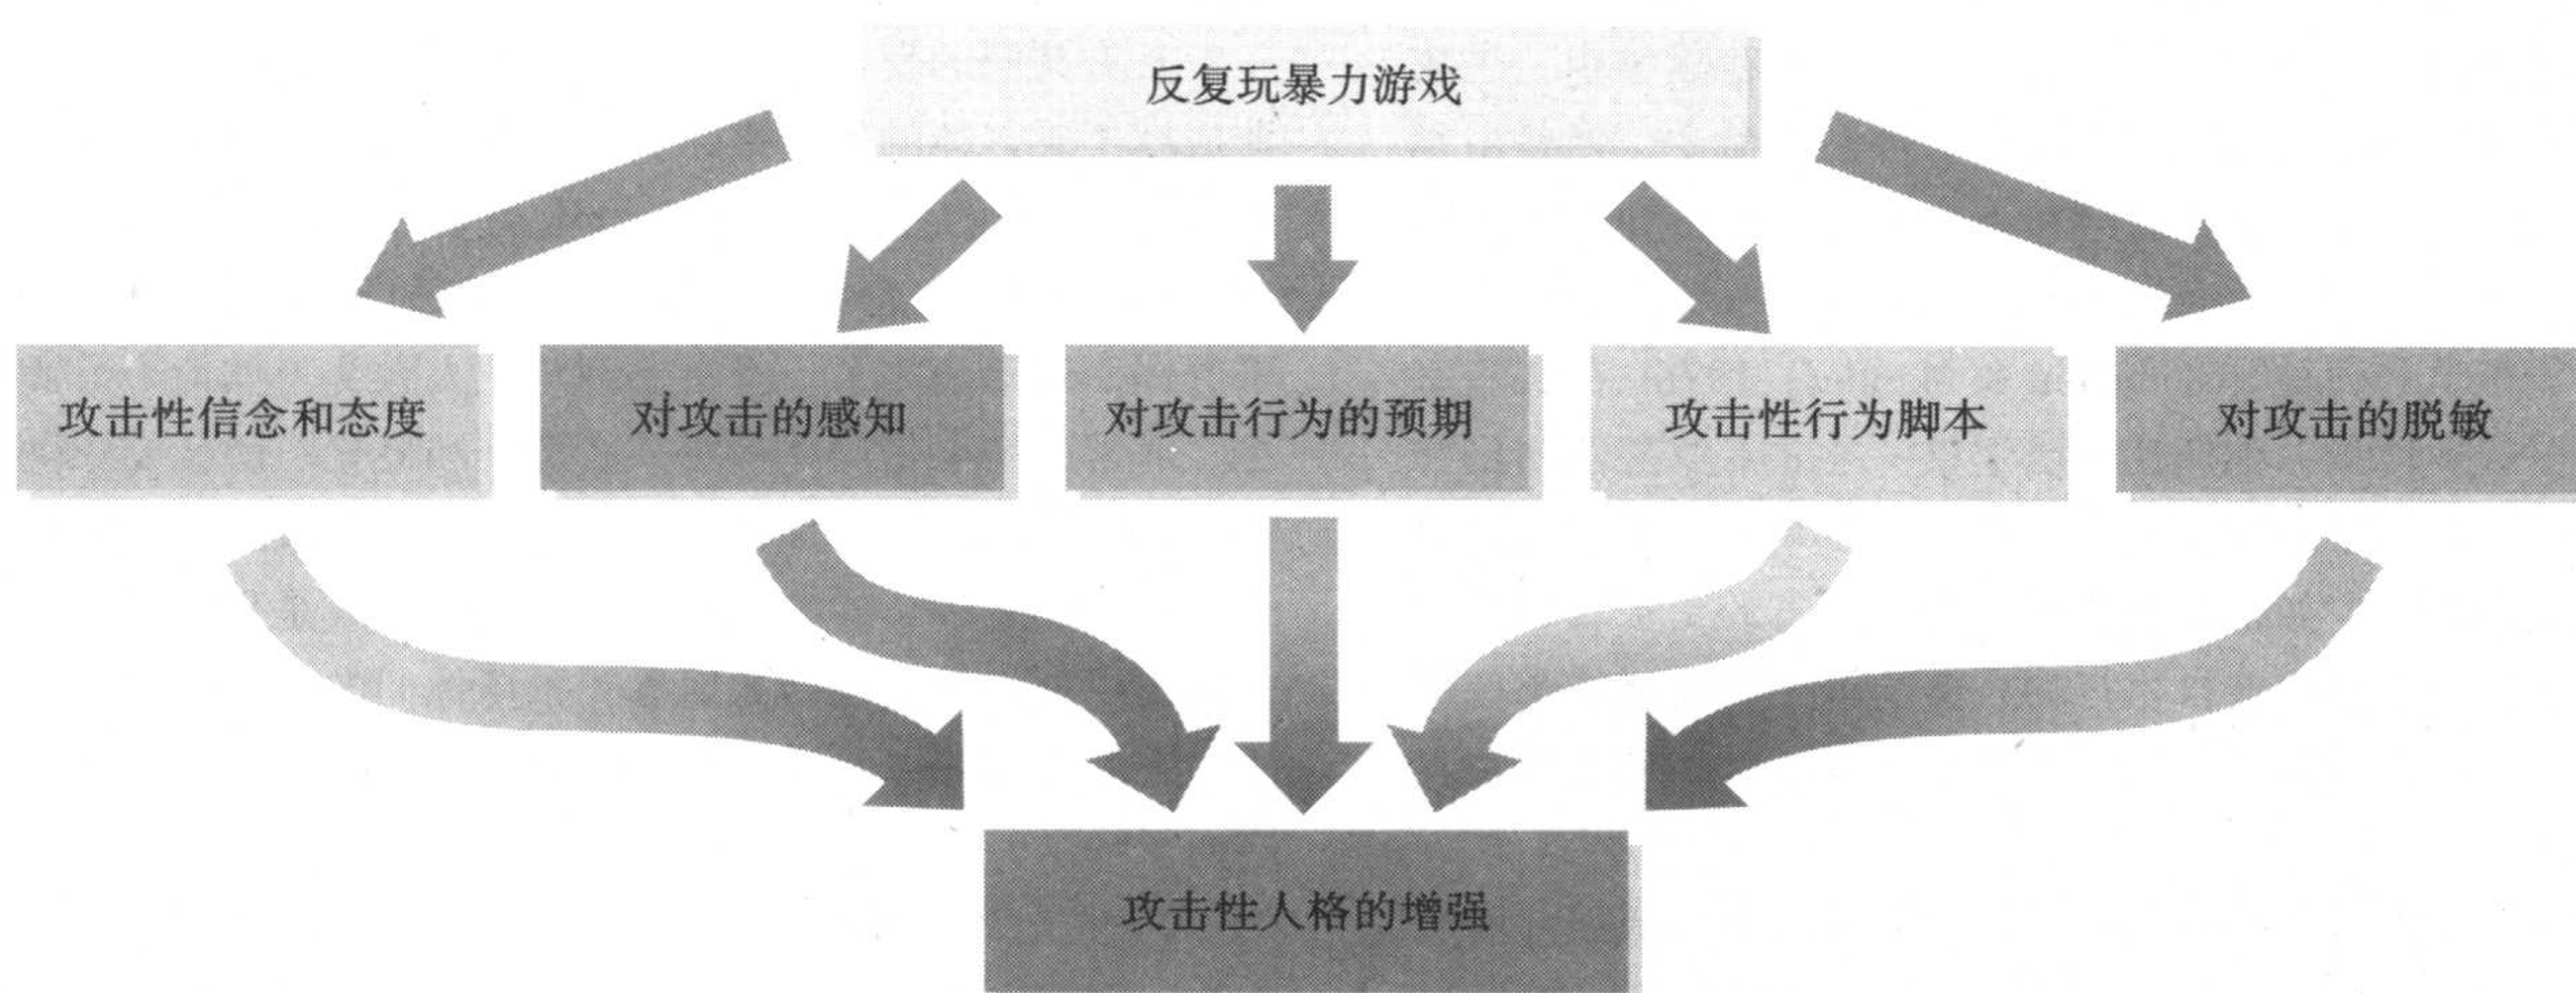 反复玩暴力游戏
攻击性信念和态度
对攻击的感知
对攻击行为的预期
攻击性行为脚本
对攻击的脱敏
攻击性人格的增强